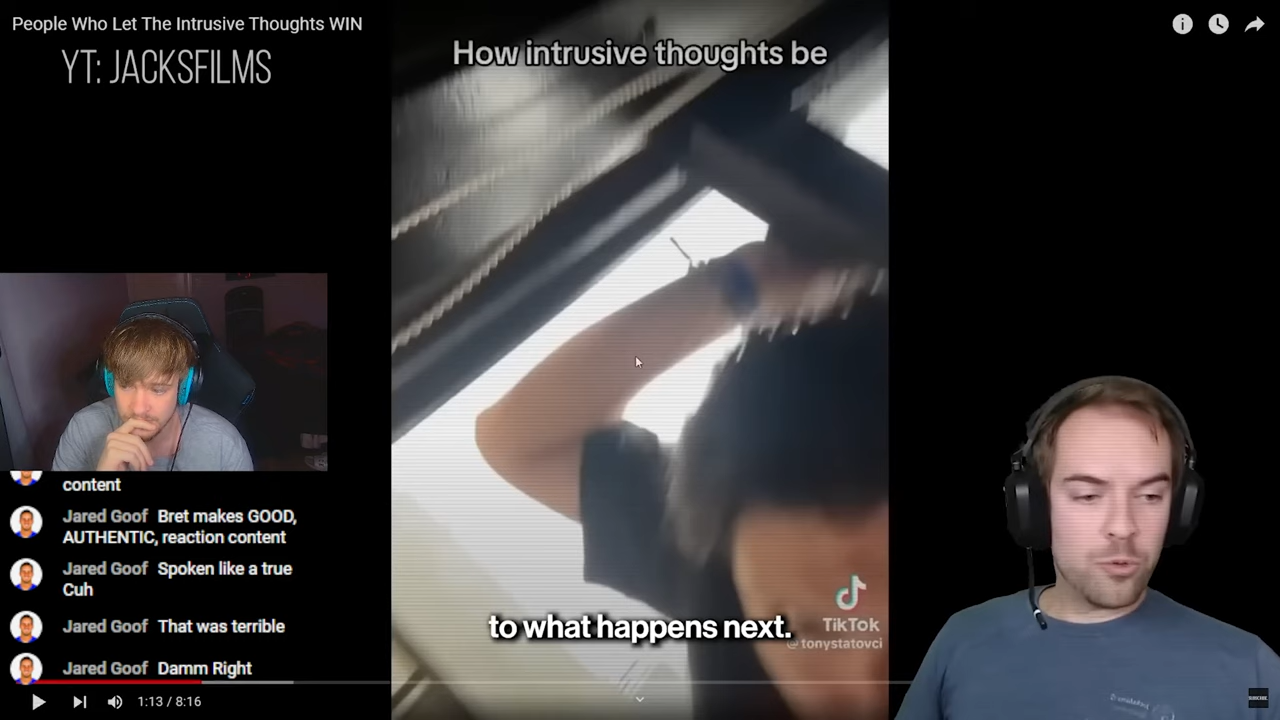 People Who Let The Intrusive Thoughts WIN
YT: JACKSFILMS
How intrusive thoughts be
content
Jared Goof Bret makes GOOD,
AUTHENTIC, reaction content
Jared Goof Spoken like a true
Cuh
Jared Goof That was terrible
Jared Goof Damm Right
to what happens next.
TikTok
@tonystatovci
1:13 / 8:16
SUBSCRIBE